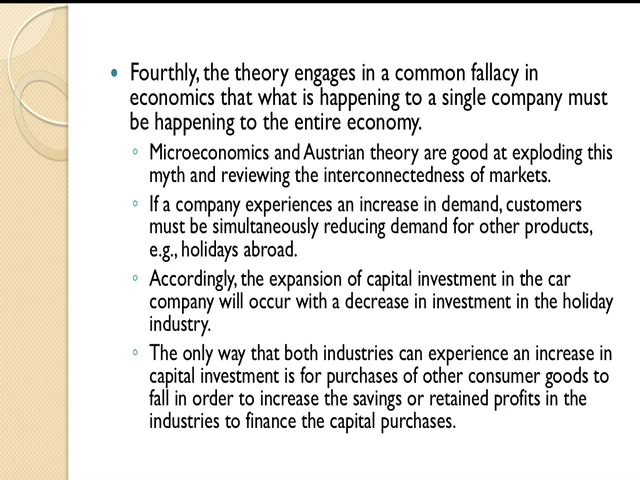 • Fourthly, the theory engages in a common fallacy in
economics that what is happening to a single company must
be happening to the entire economy.
◦ Microeconomics and Austrian theory are good at exploding this
myth and reviewing the interconnectedness of markets.
◦ If a company experiences an increase in demand, customers
must be simultaneously reducing demand for other products,
e.g., holidays abroad.
◦ Accordingly, the expansion of capital investment in the car
company will occur with a decrease in investment in the holiday
industry.
◦ The only way that both industries can experience an increase in
capital investment is for purchases of other consumer goods to
fall in order to increase the savings or retained profits in the
industries to finance the capital purchases.